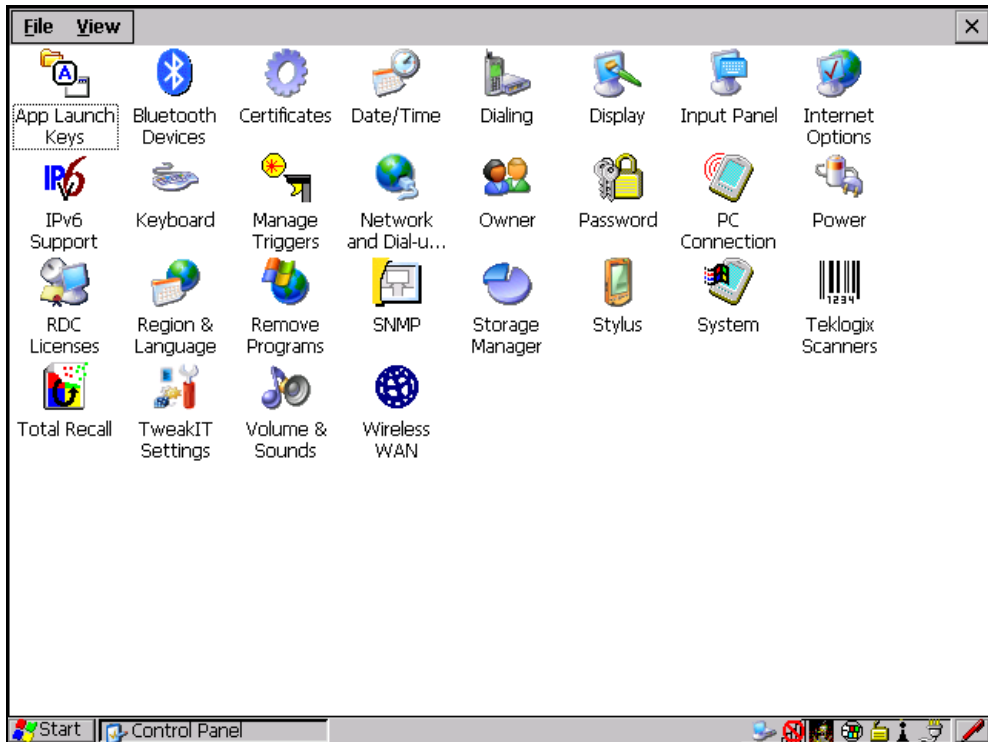 File View
App Launch Keys
Bluetooth Devices
Certificates
Date/Time
Dialing
Display
Input Panel
Internet Options
IPv6 Support
Keyboard
Manage Triggers
Network and Dial-u...
Owner
Password
PC Connection
Power
RDC Licenses
Region & Language
Remove Programs
SNMP
Storage Manager
Stylus
System
1234
Teklogix Scanners
Total Recall
TweakIT Settings
Volume & Sounds
Wireless WAN
Start Control Panel